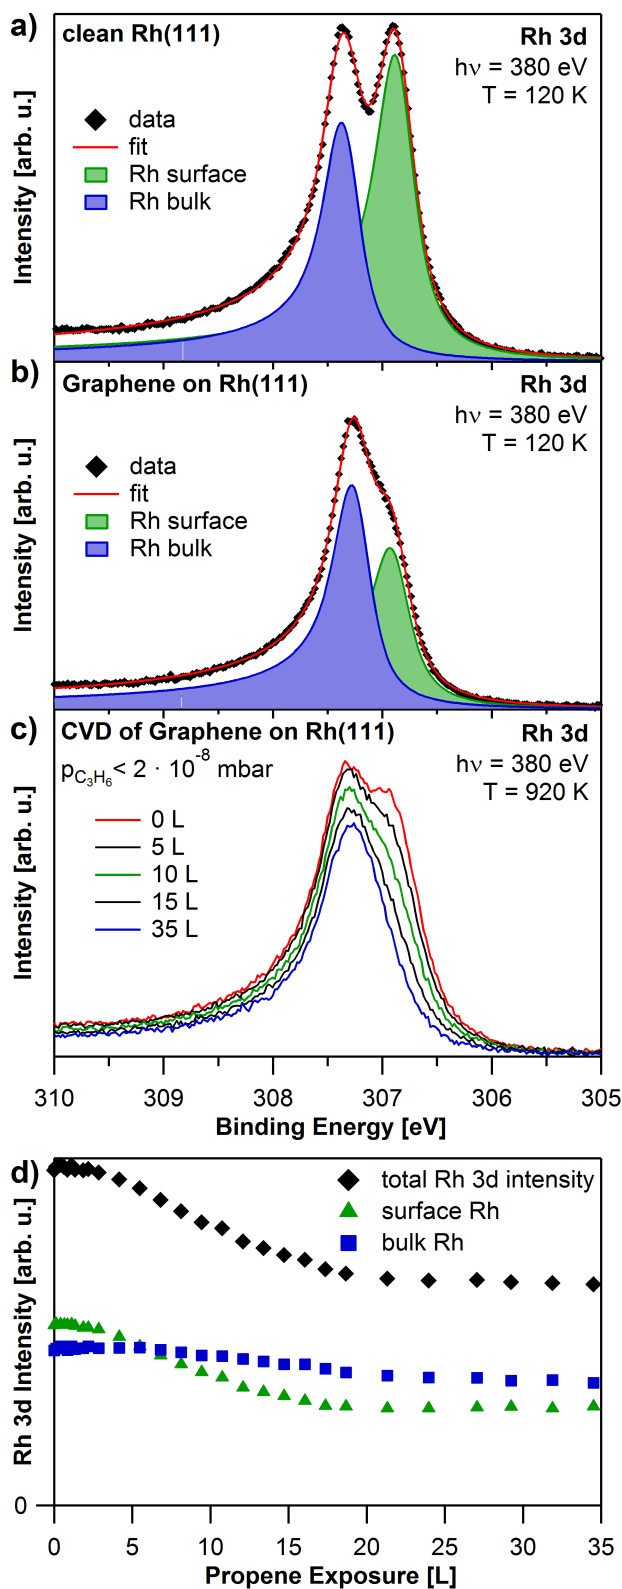 a) clean Rh(111)
Rh 3d
hν = 380 eV
T = 120 K
data
fit
Rh surface
Rh bulk
Intensity [arb. u.]
b) Graphene on Rh(111)
Rh 3d
hν = 380 eV
T = 120 K
data
fit
Rh surface
Rh bulk
Intensity [arb. u.]
c) CVD of Graphene on Rh(111)
Rh 3d
hν = 380 eV
T = 920 K
pC3H6 < 2 · 10-8 mbar
0 L
5 L
10 L
15 L
35 L
Intensity [arb. u.]
310 309 308 307 306 305
Binding Energy [eV]
d)
total Rh 3d intensity
surface Rh
bulk Rh
Rh 3d Intensity [arb. u.]
0
0 5 10 15 20 25 30 35
Propene Exposure [L]